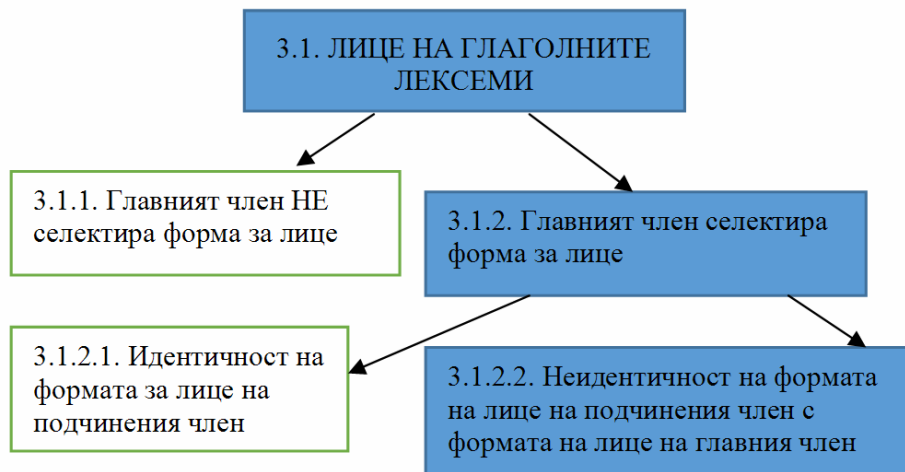 3.1. ЛИЦЕ НА ГЛАГОЛНИТЕ
ЛЕКСЕМИ
3.1.1. Главният член НЕ
селектира форма за лице
3.1.2. Главният член селектира
форма за лице
3.1.2.1. Идентичност на
формата за лице на
подчинения член
3.1.2.2. Неидентичност на формата
на лице на подчинения член с
формата на лице на главния член